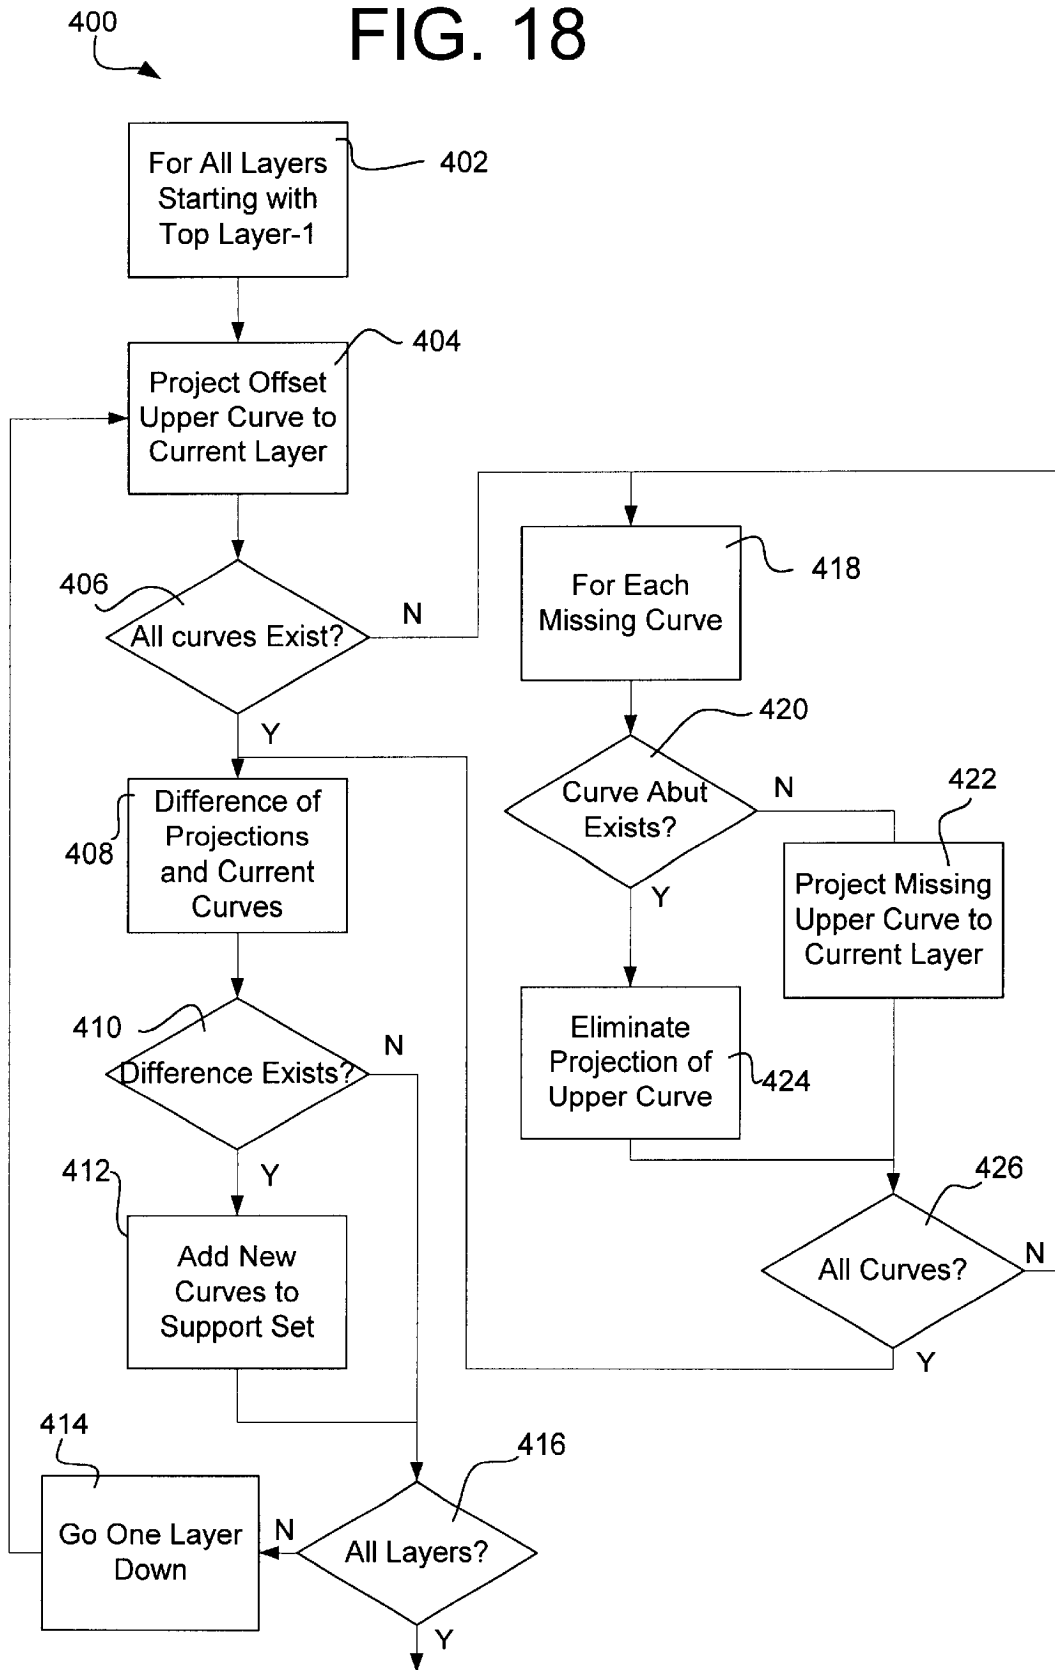 FIG. 18
400
For All Layers
Starting with
Top Layer-1
402
Project Offset
Upper Curve to
Current Layer
404
406
All curves Exist?
N
Y
For Each
Missing Curve
418
420
Curve Abut
Exists?
N
Y
422
Project Missing
Upper Curve to
Current Layer
Difference of
Projections
and Current
Curves
408
Eliminate
Projection of
Upper Curve
424
410
Difference Exists?
N
Y
426
All Curves?
N
Y
412
Add New
Curves to
Support Set
414
Go One Layer
Down
416
All Layers?
N
Y